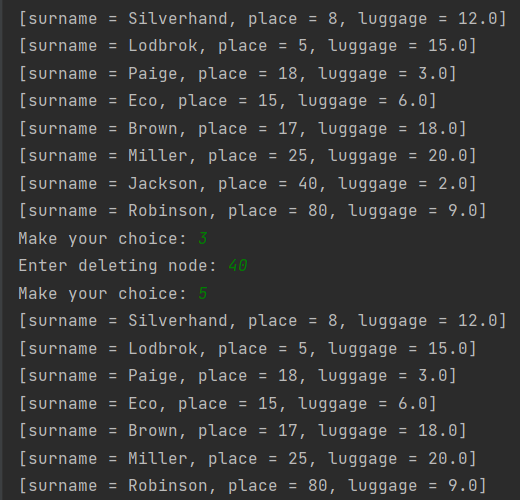 [surname = Silverhand, place = 8, luggage = 12.0]
[surname = Lodbrok, place = 5, luggage = 15.0]
[surname = Paige, place = 18, luggage = 3.0]
[surname = Eco, place = 15, luggage = 6.0]
[surname = Brown, place = 17, luggage = 18.0]
[surname = Miller, place = 25, luggage = 20.0]
[surname = Jackson, place = 40, luggage = 2.0]
[surname = Robinson, place = 80, luggage = 9.0]
Make your choice: 3
Enter deleting node: 40
Make your choice: 5
[surname = Silverhand, place = 8, luggage = 12.0]
[surname = Lodbrok, place = 5, luggage = 15.0]
[surname = Paige, place = 18, luggage = 3.0]
[surname = Eco, place = 15, luggage = 6.0]
[surname = Brown, place = 17, luggage = 18.0]
[surname = Miller, place = 25, luggage = 20.0]
[surname = Robinson, place = 80, luggage = 9.0]